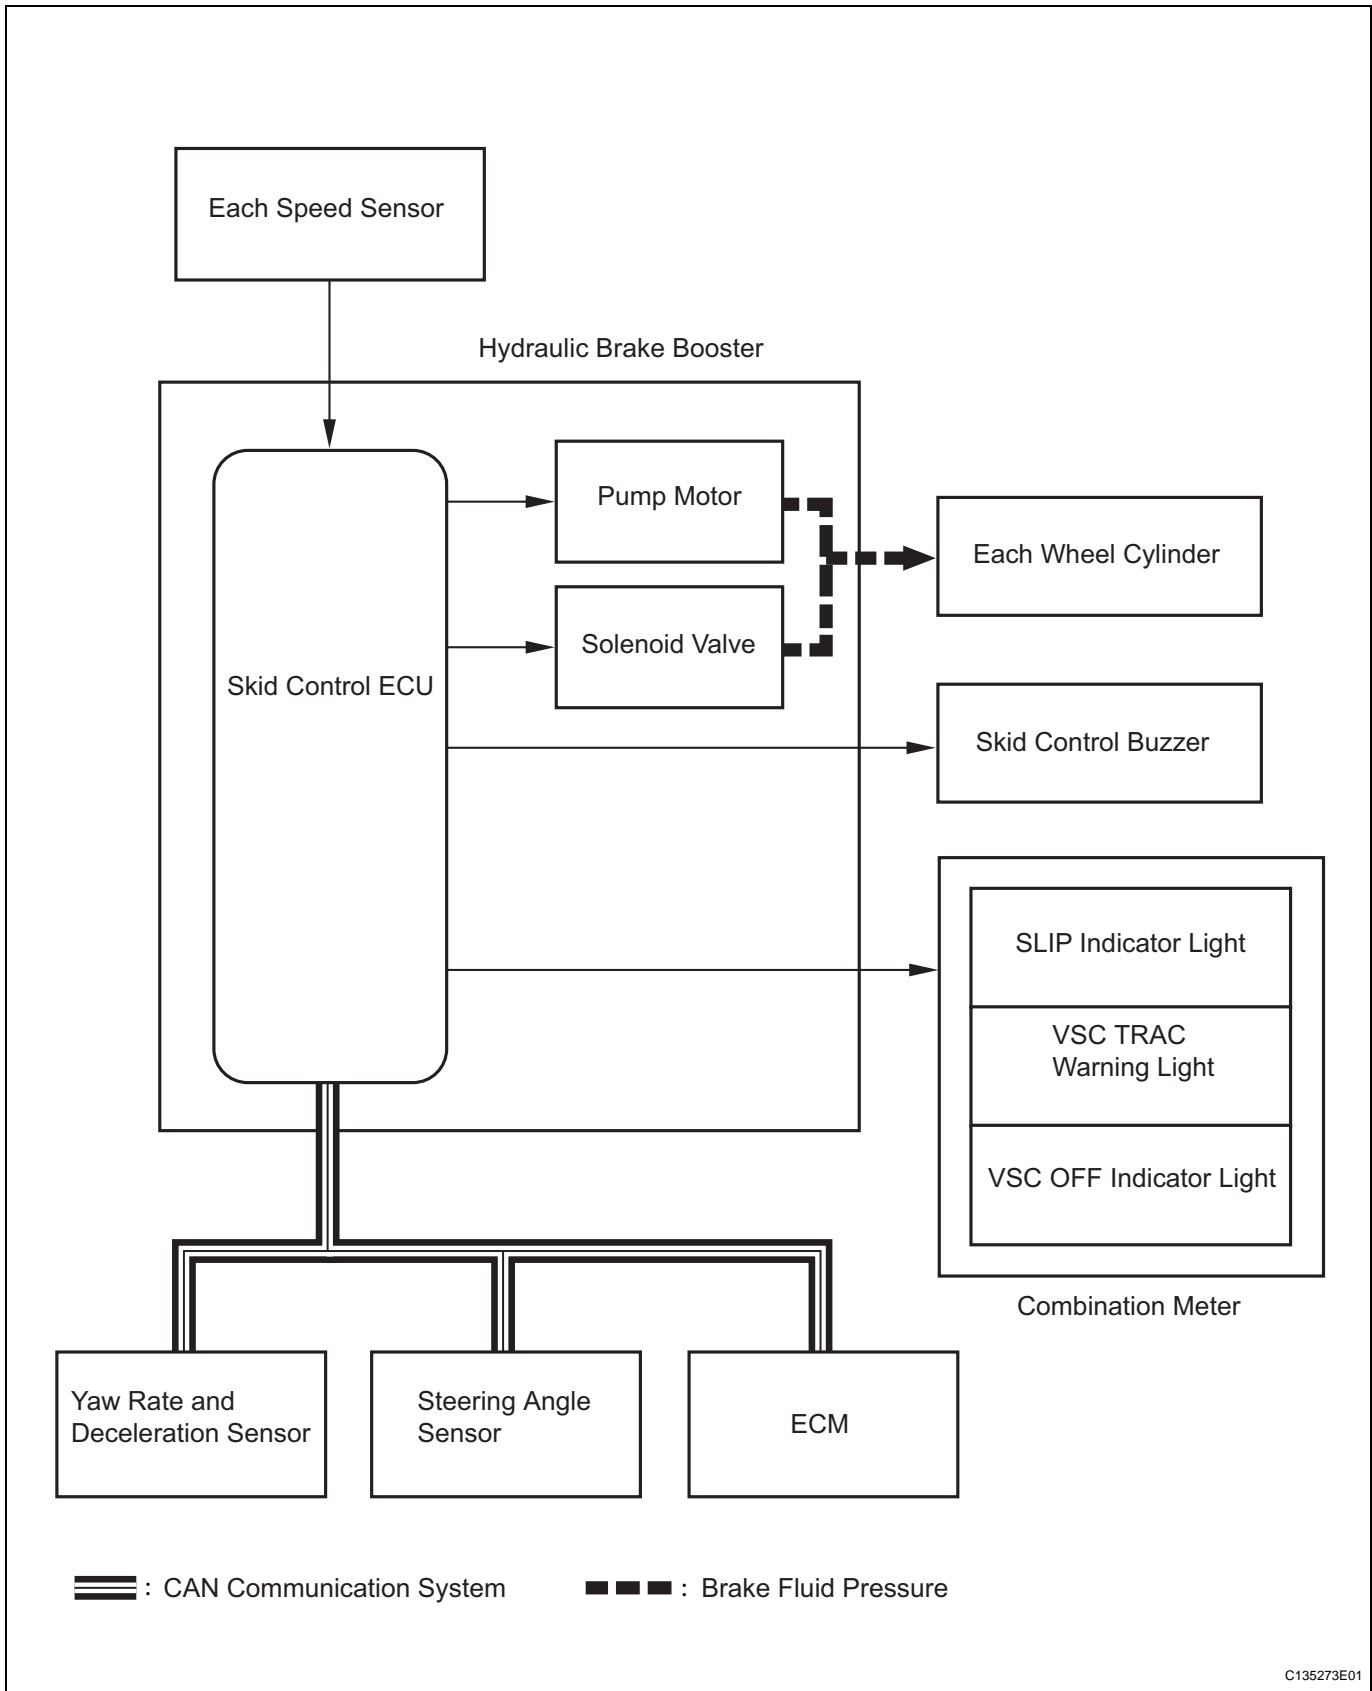 Each Speed Sensor
Hydraulic Brake Booster
Pump Motor
Each Wheel Cylinder
Solenoid Valve
Skid Control ECU
Skid Control Buzzer
SLIP Indicator Light
VSC TRAC
Warning Light
VSC OFF Indicator Light
Combination Meter
Yaw Rate and
Deceleration Sensor
Steering Angle
Sensor
ECM
: CAN Communication System
: Brake Fluid Pressure
C135273E01